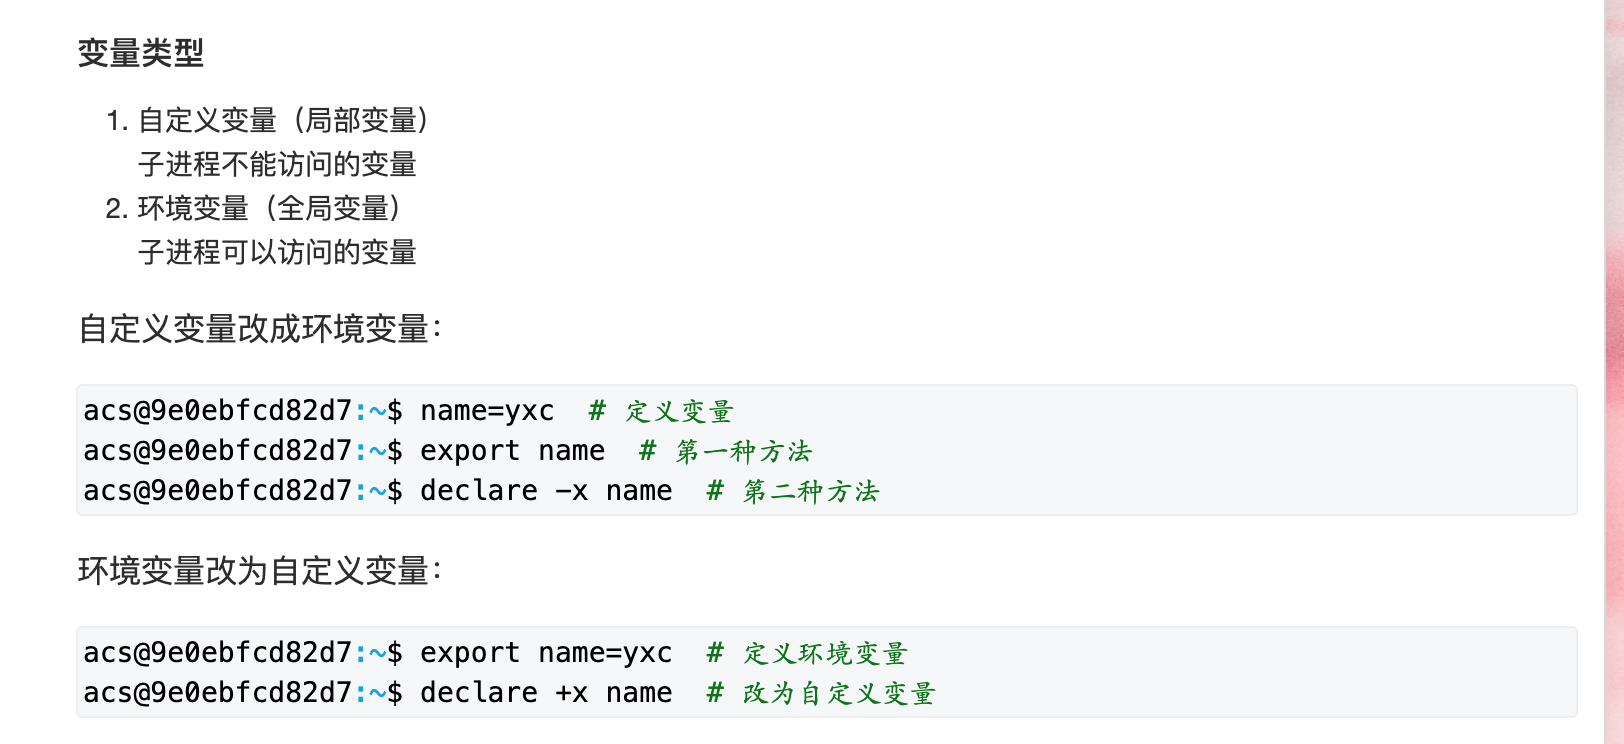 变量类型
1. 自定义变量（局部变量）
子进程不能访问的变量
2. 环境变量（全局变量）
子进程可以访问的变量
自定义变量改成环境变量：
acs@9e0ebfcd82d7:~$ name=yxc  # 定义变量
acs@9e0ebfcd82d7:~$ export name  # 第一种方法
acs@9e0ebfcd82d7:~$ declare -x name  # 第二种方法
环境变量改为自定义变量：
acs@9e0ebfcd82d7:~$ export name=yxc  # 定义环境变量
acs@9e0ebfcd82d7:~$ declare +x name  # 改为自定义变量